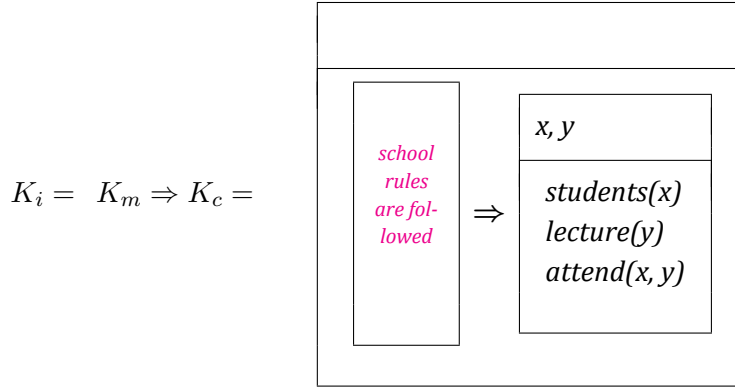 x, y
school
rules
are fol-
lowed
students(x)
K_i = K_m ⇒ K_c =
⇒
lecture(y)
attend(x, y)